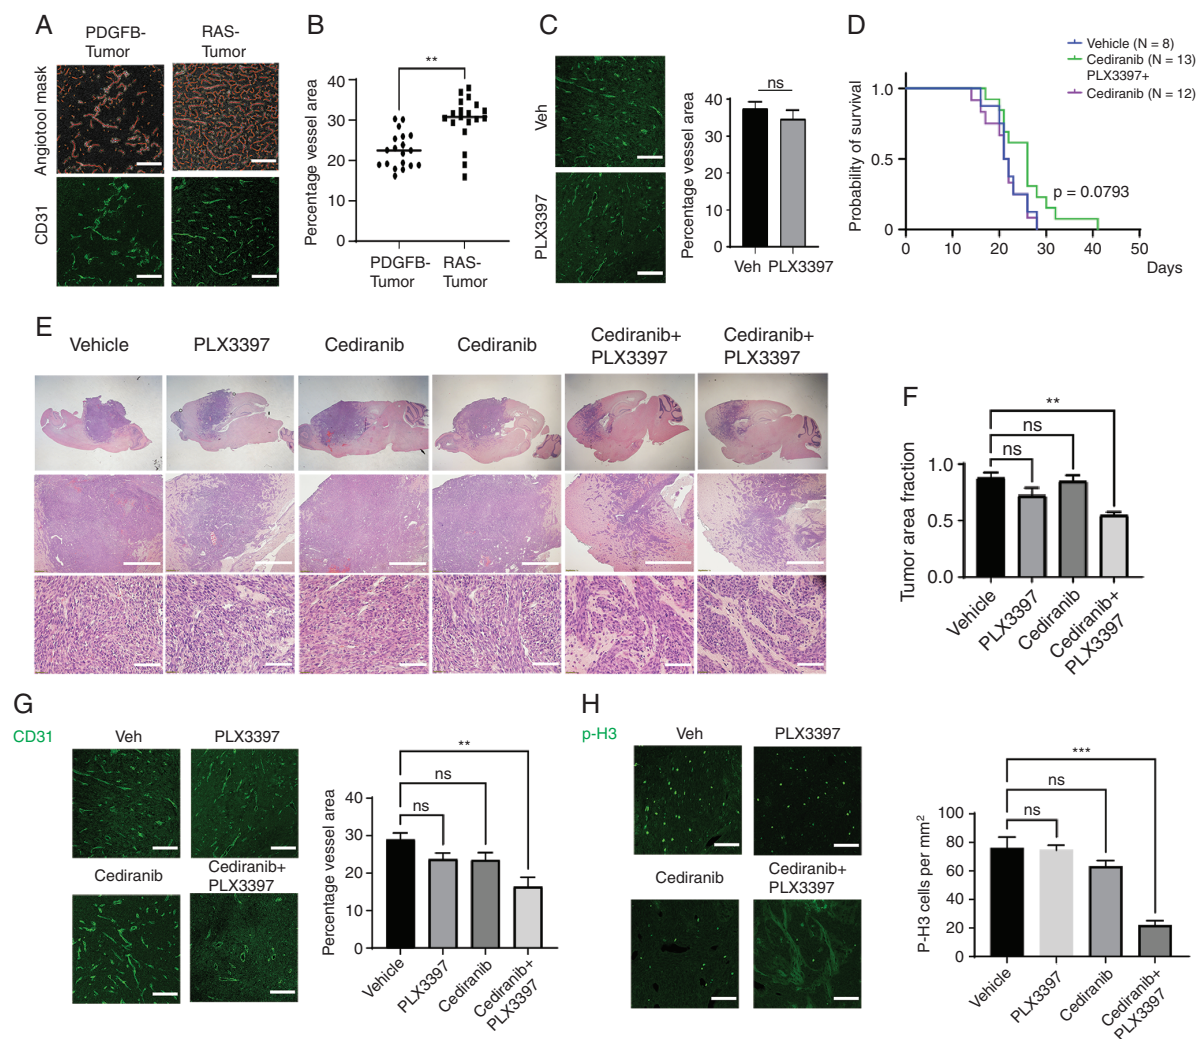 A
PDGFB-
Tumor
RAS-
Tumor
Angiotool mask
CD31
B
**
Percentage vessel area
40
30
20
10
0
PDGFB-
Tumor
RAS-
Tumor
C
Veh
PLX3397
ns
Percentage vessel area
40
30
20
10
0
Veh PLX3397
D
Vehicle (N = 8)
Cediranib (N = 13)
PLX3397+
Cediranib (N = 12)
Probability of survival
1.0
0.5
0
p = 0.0793
0 10 20 30 40 50
Days
E
Vehicle
PLX3397
Cediranib
Cediranib
Cediranib+
PLX3397
Cediranib+
PLX3397
F
**
ns
ns
Tumor area fraction
1.0
0.5
0.0
Vehicle
PLX3397
Cediranib
Cediranib+
PLX3397
G
CD31
Veh
PLX3397
Cediranib
Cediranib+
PLX3397
**
ns
ns
Percentage vessel area
40
30
20
10
0
Vehicle
PLX3397
Cediranib
Cediranib+
PLX3397
H
p-H3
Veh
PLX3397
Cediranib
Cediranib+
PLX3397
***
ns
ns
P-H3 cells per mm²
100
80
60
40
20
0
Vehicle
PLX3397
Cediranib
Cediranib+
PLX3397